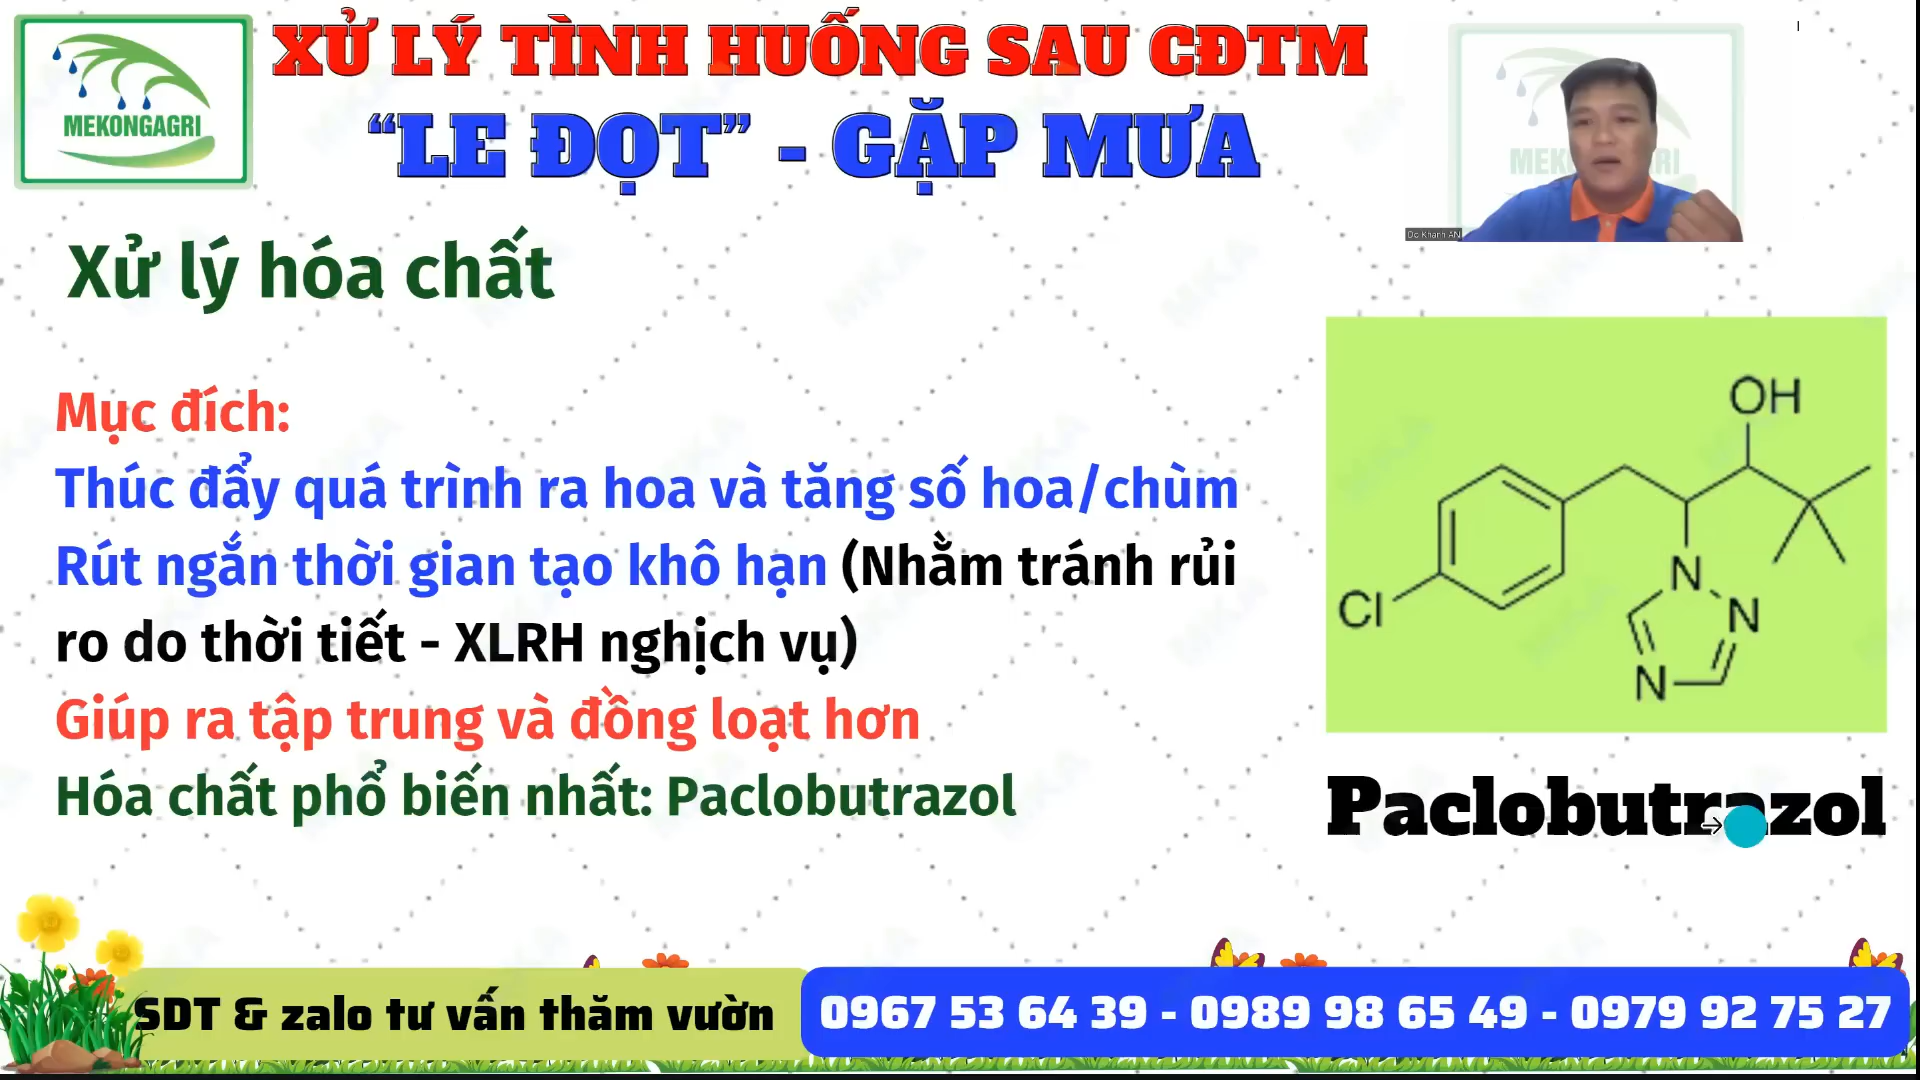 MEKONGAGRI
XỬ LÝ TÌNH HUỐNG SAU CĐTM
“LE ĐỌT” - GẶP MƯA
Do Khanh AN
Xử lý hóa chất
Mục đích:
Thúc đẩy quá trình ra hoa và tăng số hoa/chùm
Rút ngắn thời gian tạo khô hạn (Nhằm tránh rủi
ro do thời tiết - XLRH nghịch vụ)
Giúp ra tập trung và đồng loạt hơn
Hóa chất phổ biến nhất: Paclobutrazol
OH
Cl
N
N
N
Paclobutrazol
SDT & zalo tư vấn thăm vườn
0967 53 64 39 - 0989 98 65 49 - 0979 92 75 27